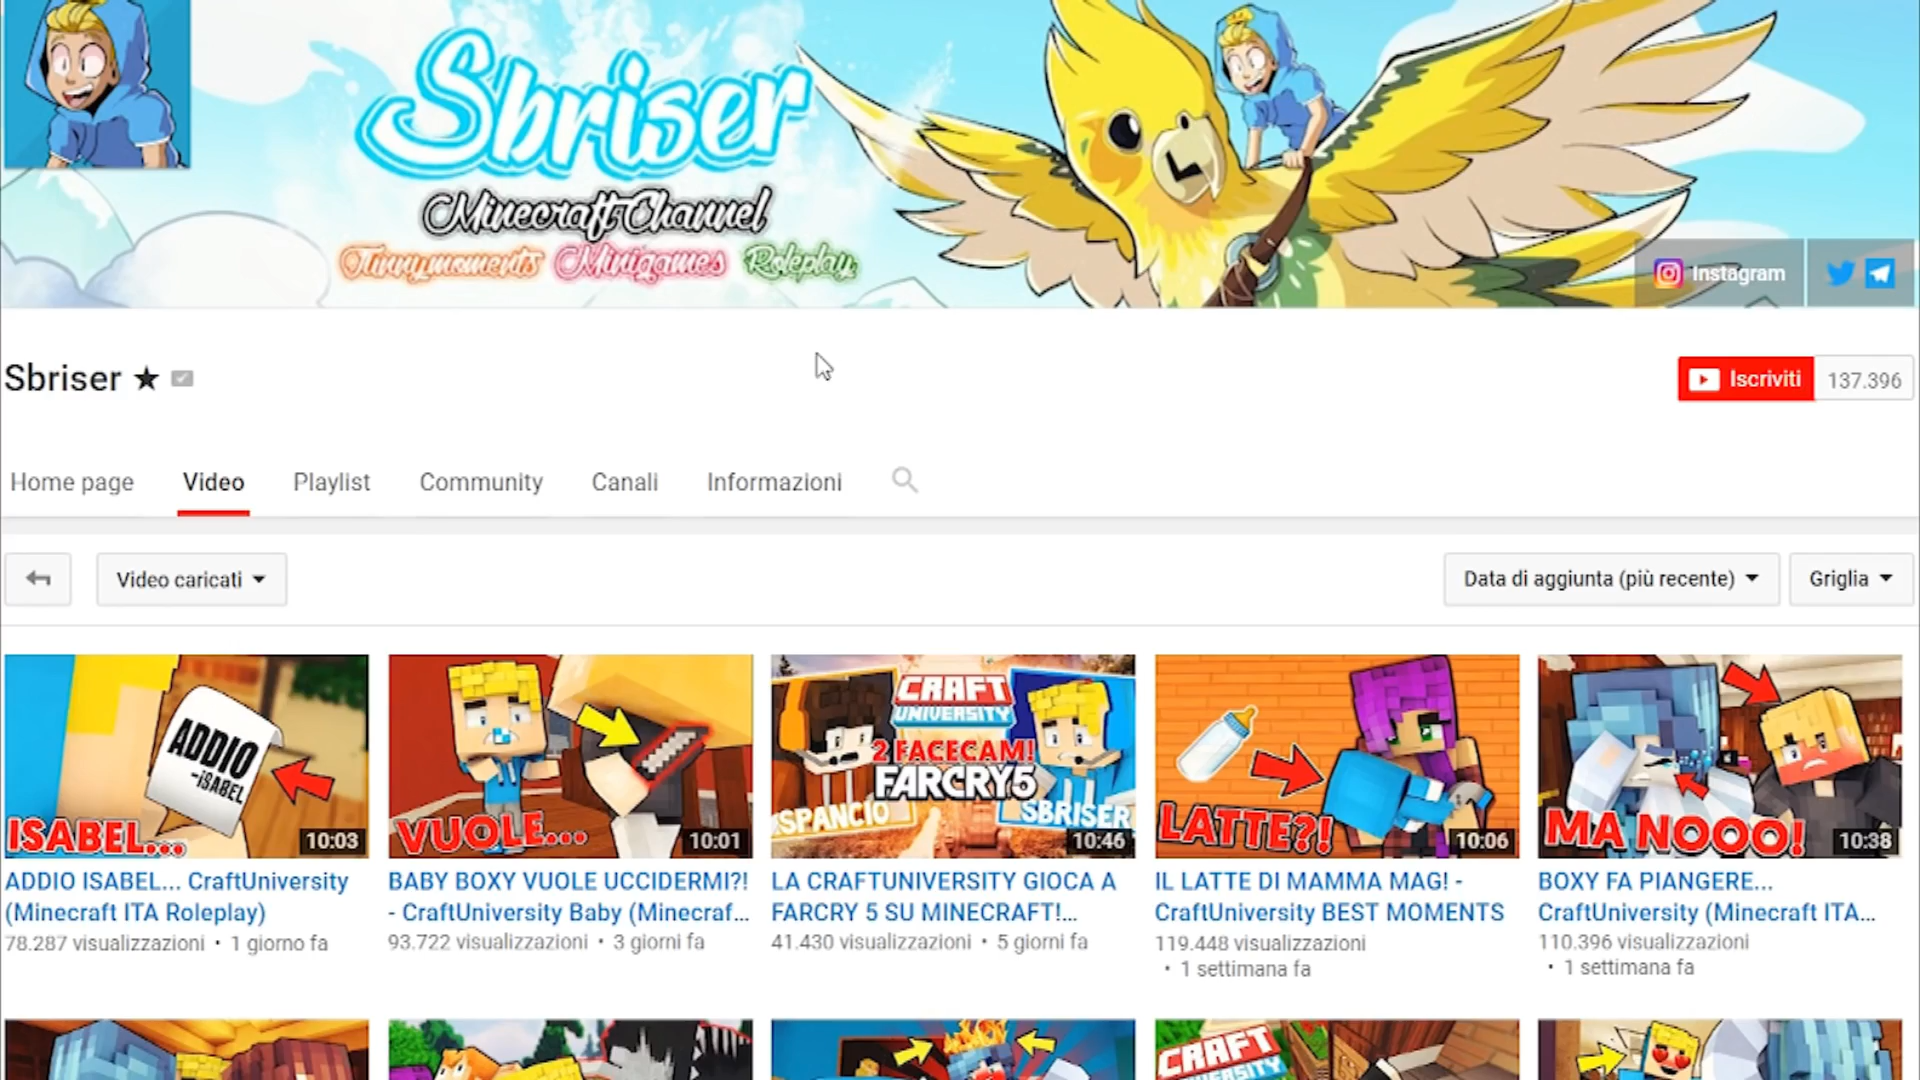 Sbriser
Minecraft Channel
Funnymoments Minigames Roleplay
Instagram
Sbriser ★
Iscriviti 137.396
Home page Video Playlist Community Canali Informazioni
Video caricati
Data di aggiunta (più recente) Griglia
ADDIO
-iSABEL
ISABEL...
10:03
VUOLE...
10:01
CRAFT
UNIVERSITY
2 FACECAM!
FARCRY5
SPANCIO
SBRISER
10:46
LATTE?!
10:06
MA NOOO!
10:38
ADDIO ISABEL... CraftUniversity
(Minecraft ITA Roleplay)
78.287 visualizzazioni • 1 giorno fa
BABY BOXY VUOLE UCCIDERMI?!
- CraftUniversity Baby (Minecraf...
93.722 visualizzazioni • 3 giorni fa
LA CRAFTUNIVERSITY GIOCA A
FARCRY 5 SU MINECRAFT!...
41.430 visualizzazioni • 5 giorni fa
IL LATTE DI MAMMA MAG! -
CraftUniversity BEST MOMENTS
119.448 visualizzazioni
• 1 settimana fa
BOXY FA PIANGERE...
CraftUniversity (Minecraft ITA...
110.396 visualizzazioni
• 1 settimana fa
CRAFT
UNIVERSITY